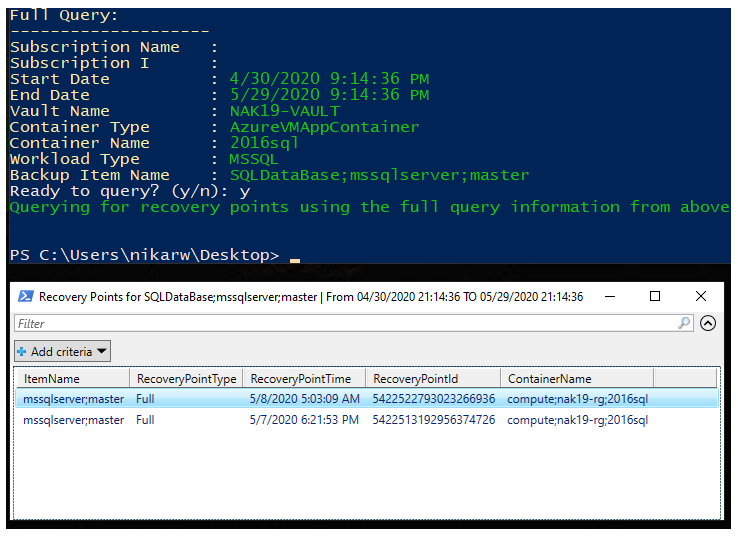 Full Query:
--------------------
Subscription Name   :
Subscription I      :
Start Date          : 4/30/2020 9:14:36 PM
End Date            : 5/29/2020 9:14:36 PM
Vault Name          : NAK19-VAULT
Container Type      : AzureVMAppContainer
Container Name      : 2016sql
Workload Type       : MSSQL
Backup Item Name    : SQLDataBase;mssqlserver;master
Ready to query? (y/n): y
Querying for recovery points using the full query information from above
PS C:\Users\nikarw\Desktop> _
Recovery Points for SQLDataBase;mssqlserver;master | From 04/30/2020 21:14:36 TO 05/29/2020 21:14:36
Filter
Add criteria
ItemName RecoveryPointType RecoveryPointTime RecoveryPointId ContainerName
mssqlserver;master Full 5/8/2020 5:03:09 AM 5422522793023266936 compute;nak19-rg;2016sql
mssqlserver;master Full 5/7/2020 6:21:53 PM 5422513192956374726 compute;nak19-rg;2016sql